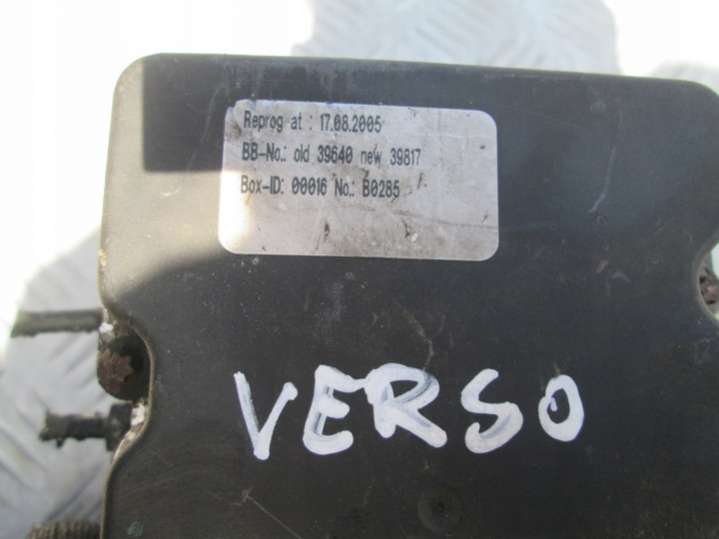 Reprog at : 17.08.2005
BB-No.: old 39640 new 39817
Box-ID: 00016 No.: B0285
VERSO